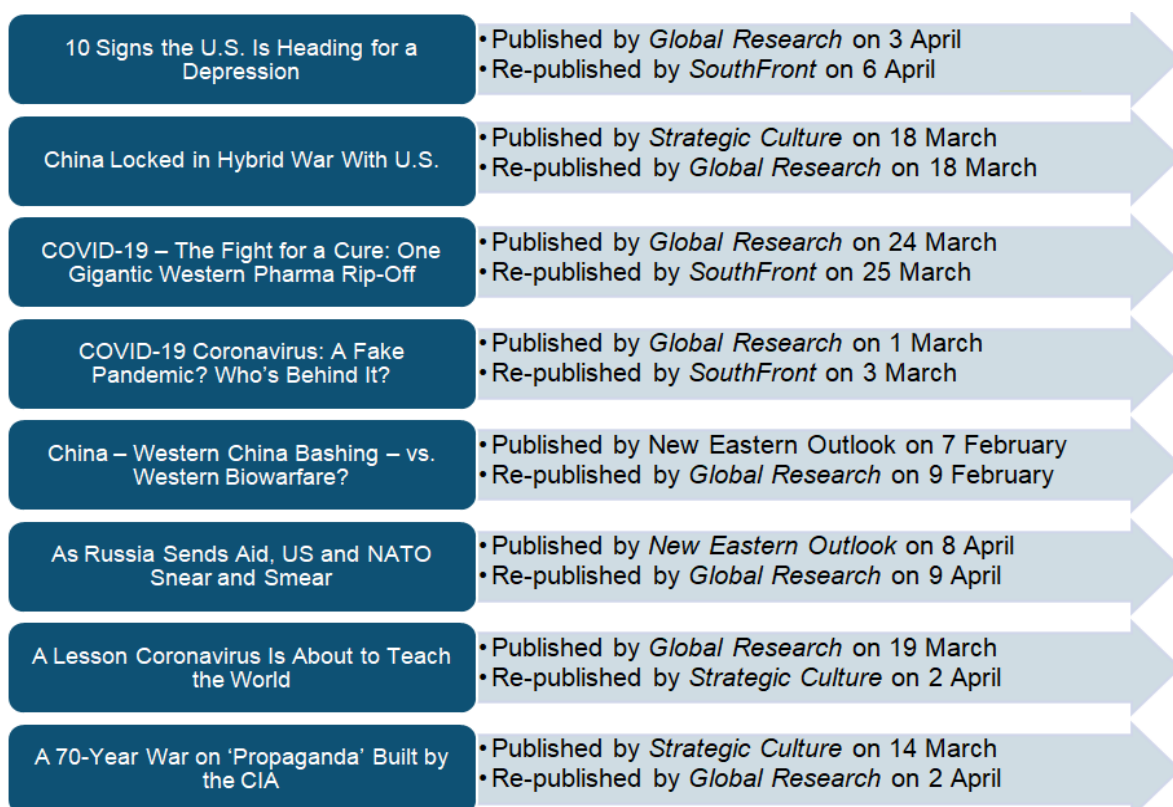 10 Signs the U.S. Is Heading for a
Depression
• Published by Global Research on 3 April
• Re-published by SouthFront on 6 April
China Locked in Hybrid War With U.S.
• Published by Strategic Culture on 18 March
• Re-published by Global Research on 18 March
COVID-19 – The Fight for a Cure: One
Gigantic Western Pharma Rip-Off
• Published by Global Research on 24 March
• Re-published by SouthFront on 25 March
COVID-19 Coronavirus: A Fake
Pandemic? Who's Behind It?
• Published by Global Research on 1 March
• Re-published by SouthFront on 3 March
China – Western China Bashing – vs.
Western Biowarfare?
• Published by New Eastern Outlook on 7 February
• Re-published by Global Research on 9 February
As Russia Sends Aid, US and NATO
Snear and Smear
• Published by New Eastern Outlook on 8 April
• Re-published by Global Research on 9 April
A Lesson Coronavirus Is About to Teach
the World
• Published by Global Research on 19 March
• Re-published by Strategic Culture on 2 April
A 70-Year War on ‘Propaganda’ Built by
the CIA
• Published by Strategic Culture on 14 March
• Re-published by Global Research on 2 April